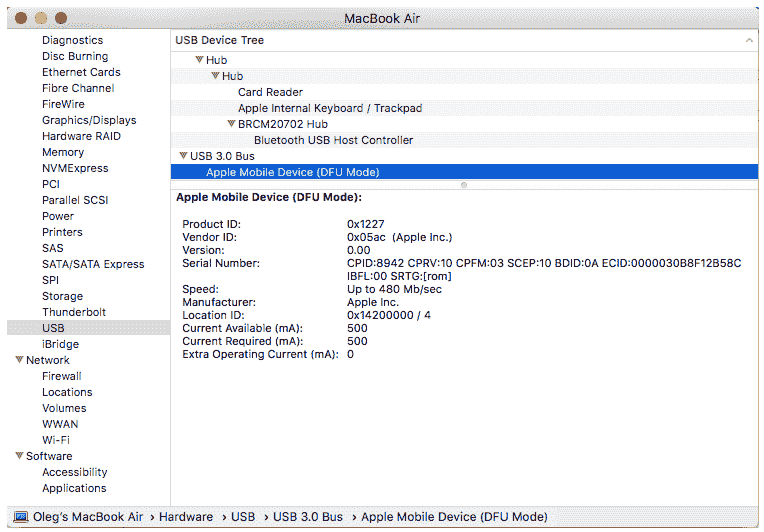 MacBook Air
Diagnostics
Disc Burning
Ethernet Cards
Fibre Channel
FireWire
Graphics/Displays
Hardware RAID
Memory
NVMExpress
PCI
Parallel SCSI
Power
Printers
SAS
SATA/SATA Express
SPI
Storage
Thunderbolt
USB
iBridge
Network
Firewall
Locations
Volumes
WWAN
Wi-Fi
Software
Accessibility
Applications
USB Device Tree
Hub
Hub
Card Reader
Apple Internal Keyboard / Trackpad
BRCM20702 Hub
Bluetooth USB Host Controller
USB 3.0 Bus
Apple Mobile Device (DFU Mode)
Apple Mobile Device (DFU Mode):
Product ID: 0x1227
Vendor ID: 0x05ac (Apple Inc.)
Version: 0.00
Serial Number: CPID:8942 CPRV:10 CPFM:03 SCEP:10 BDID:0A ECID:0000030B8F12B58C
IBFL:00 SRTG:[rom]
Speed: Up to 480 Mb/sec
Manufacturer: Apple Inc.
Location ID: 0x14200000 / 4
Current Available (mA): 500
Current Required (mA): 500
Extra Operating Current (mA): 0
Oleg's MacBook Air › Hardware › USB › USB 3.0 Bus › Apple Mobile Device (DFU Mode)